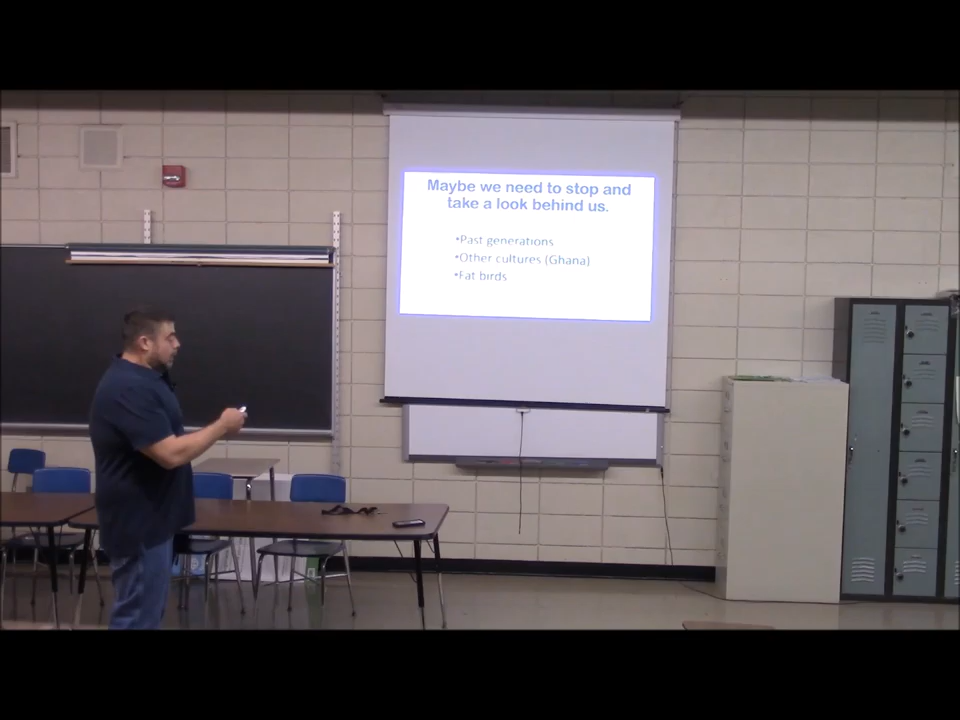 Maybe we need to stop and
take a look behind us.
•Past generations
•Other cultures (Ghana)
•Fat birds